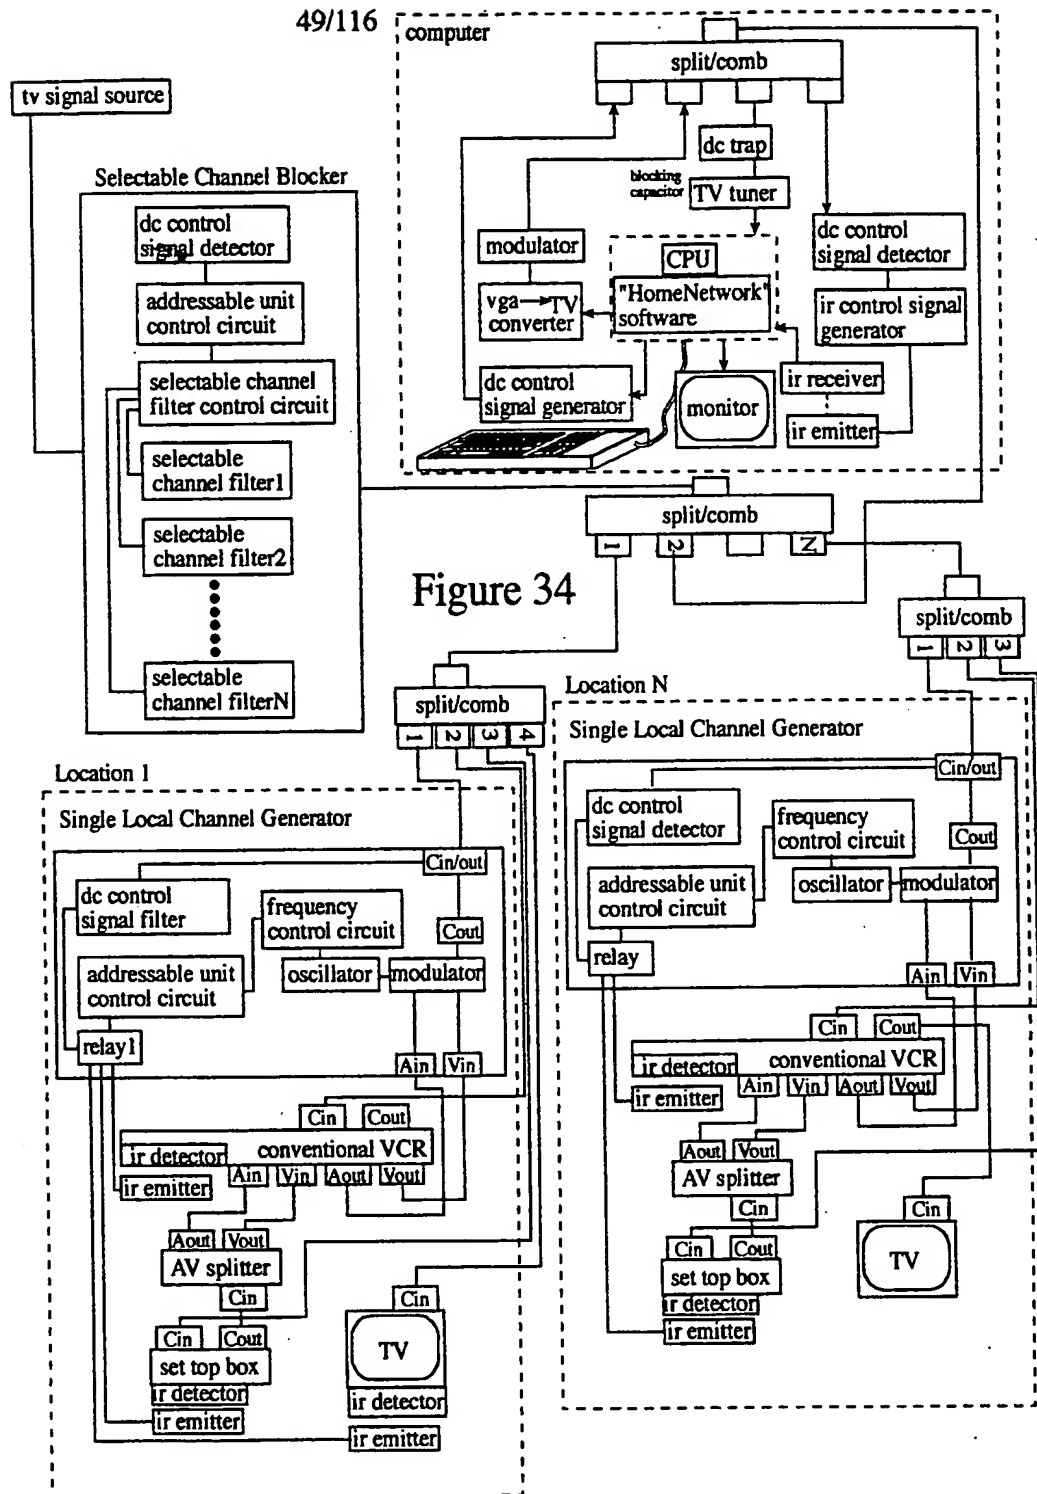 49/116
computer
split/comb
tv signal source
dc trap
blocking
capacitor
TV tuner
Selectable Channel Blocker
dc control
signal detector
modulator
CPU
dc control
signal detector
addressable unit
control circuit
vga→TV
converter
"HomeNetwork"
software
ir control signal
generator
selectable channel
filter control circuit
dc control
signal generator
monitor
ir receiver
ir emitter
selectable
channel filter1
split/comb
1
2
N
selectable
channel filter2
Figure 34
split/comb
1
2
3
selectable
channel filterN
split/comb
1
2
3
4
Location N
Single Local Channel Generator
Cin/out
dc control
signal detector
frequency
control circuit
Cout
addressable unit
control circuit
oscillator
modulator
relay
Ain
Vin
Cin
Cout
conventional VCR
ir detector
Ain
Vin
Aout
Vout
ir emitter
Aout
Vout
AV splitter
Cin
Cin
Cout
set top box
ir detector
ir emitter
Cin
TV
Location 1
Single Local Channel Generator
Cin/out
dc control
signal filter
frequency
control circuit
Cout
addressable unit
control circuit
oscillator
modulator
relay1
Ain
Vin
Cin
Cout
conventional VCR
ir detector
Ain
Vin
Aout
Vout
ir emitter
Aout
Vout
AV splitter
Cin
Cin
Cout
set top box
ir detector
ir emitter
Cin
TV
ir detector
ir emitter